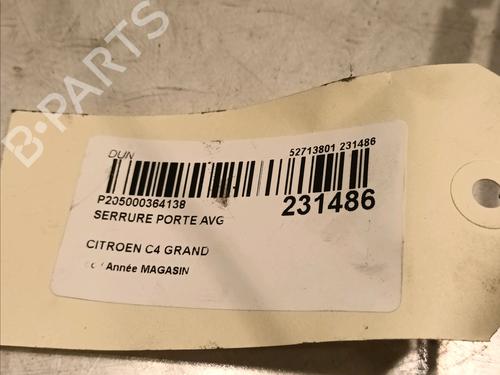 B-PARTS
DUN
52713801 231486
P205000364138
231486
SERRURE PORTE AVG
CITROEN C4 GRAND
Année MAGASIN